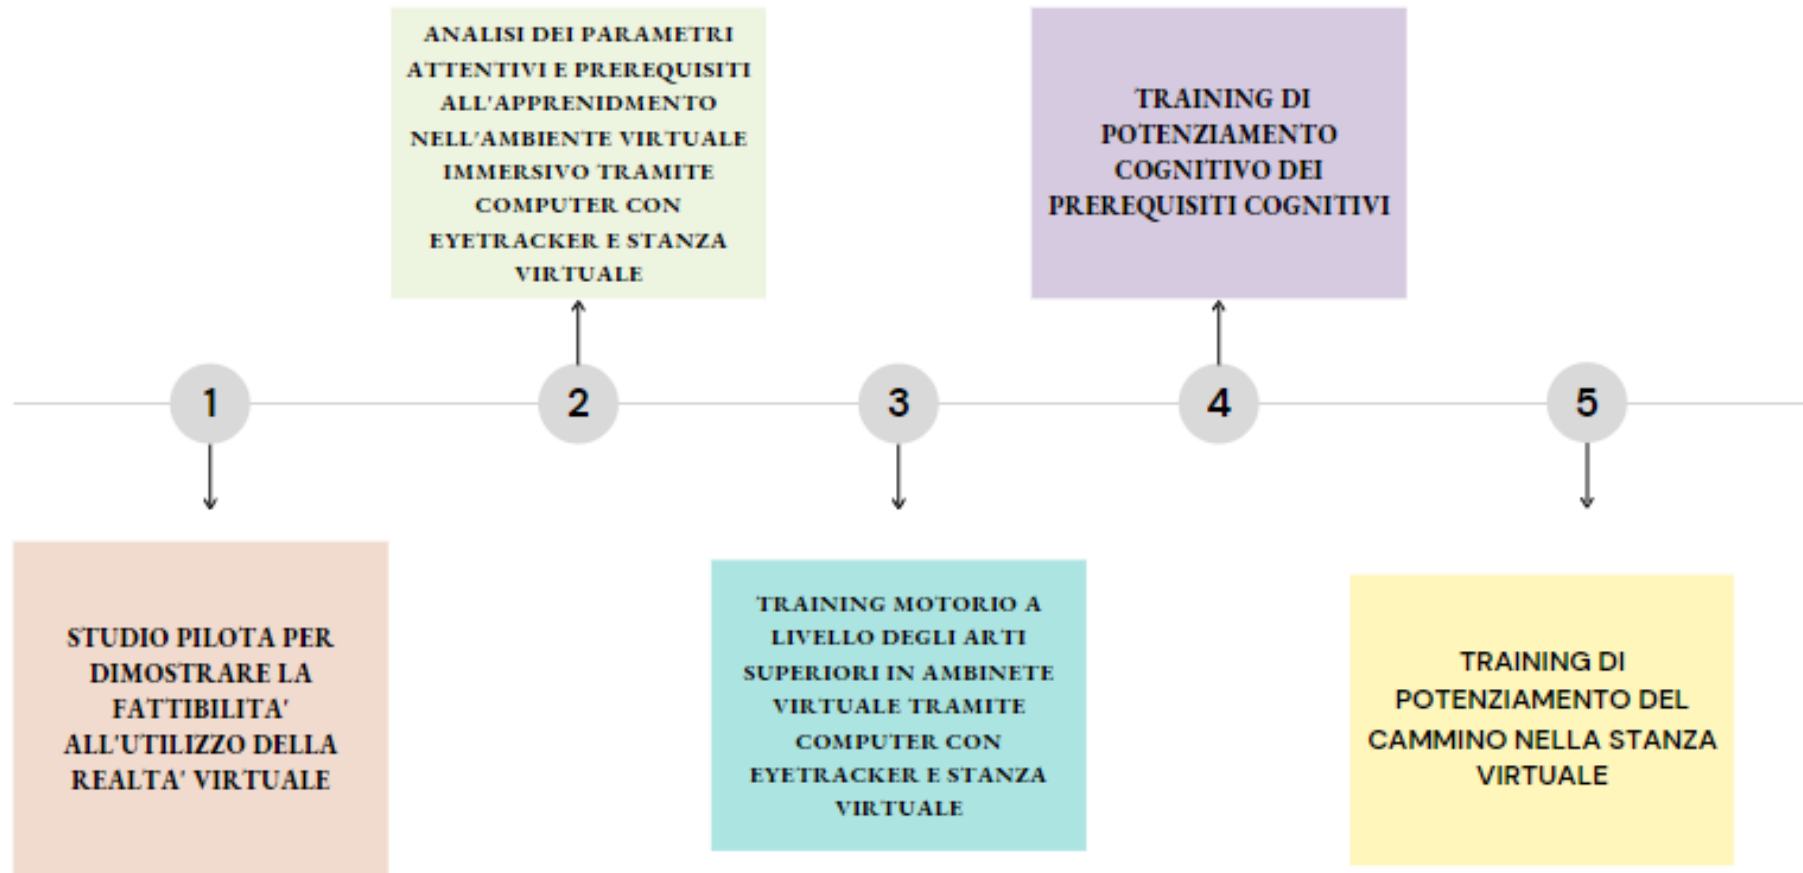 ANALISI DEI PARAMETRI
ATTENTIVI E PREREQUISITI
ALL'APPRENIDMENTO
NELL'AMBIENTE VIRTUALE
IMMERSIVO TRAMITE
COMPUTER CON
EYETRACKER E STANZA
VIRTUALE
TRAINING DI
POTENZIAMENTO
COGNITIVO DEI
PREREQUISITI COGNITIVI
1
2
3
4
5
STUDIO PILOTA PER
DIMOSTRARE LA
FATTIBILITA'
ALL'UTILIZZO DELLA
REALTA' VIRTUALE
TRAINING MOTORIO A
LIVELLO DEGLI ARTI
SUPERIORI IN AMBINETE
VIRTUALE TRAMITE
COMPUTER CON
EYETRACKER E STANZA
VIRTUALE
TRAINING DI
POTENZIAMENTO DEL
CAMMINO NELLA STANZA
VIRTUALE